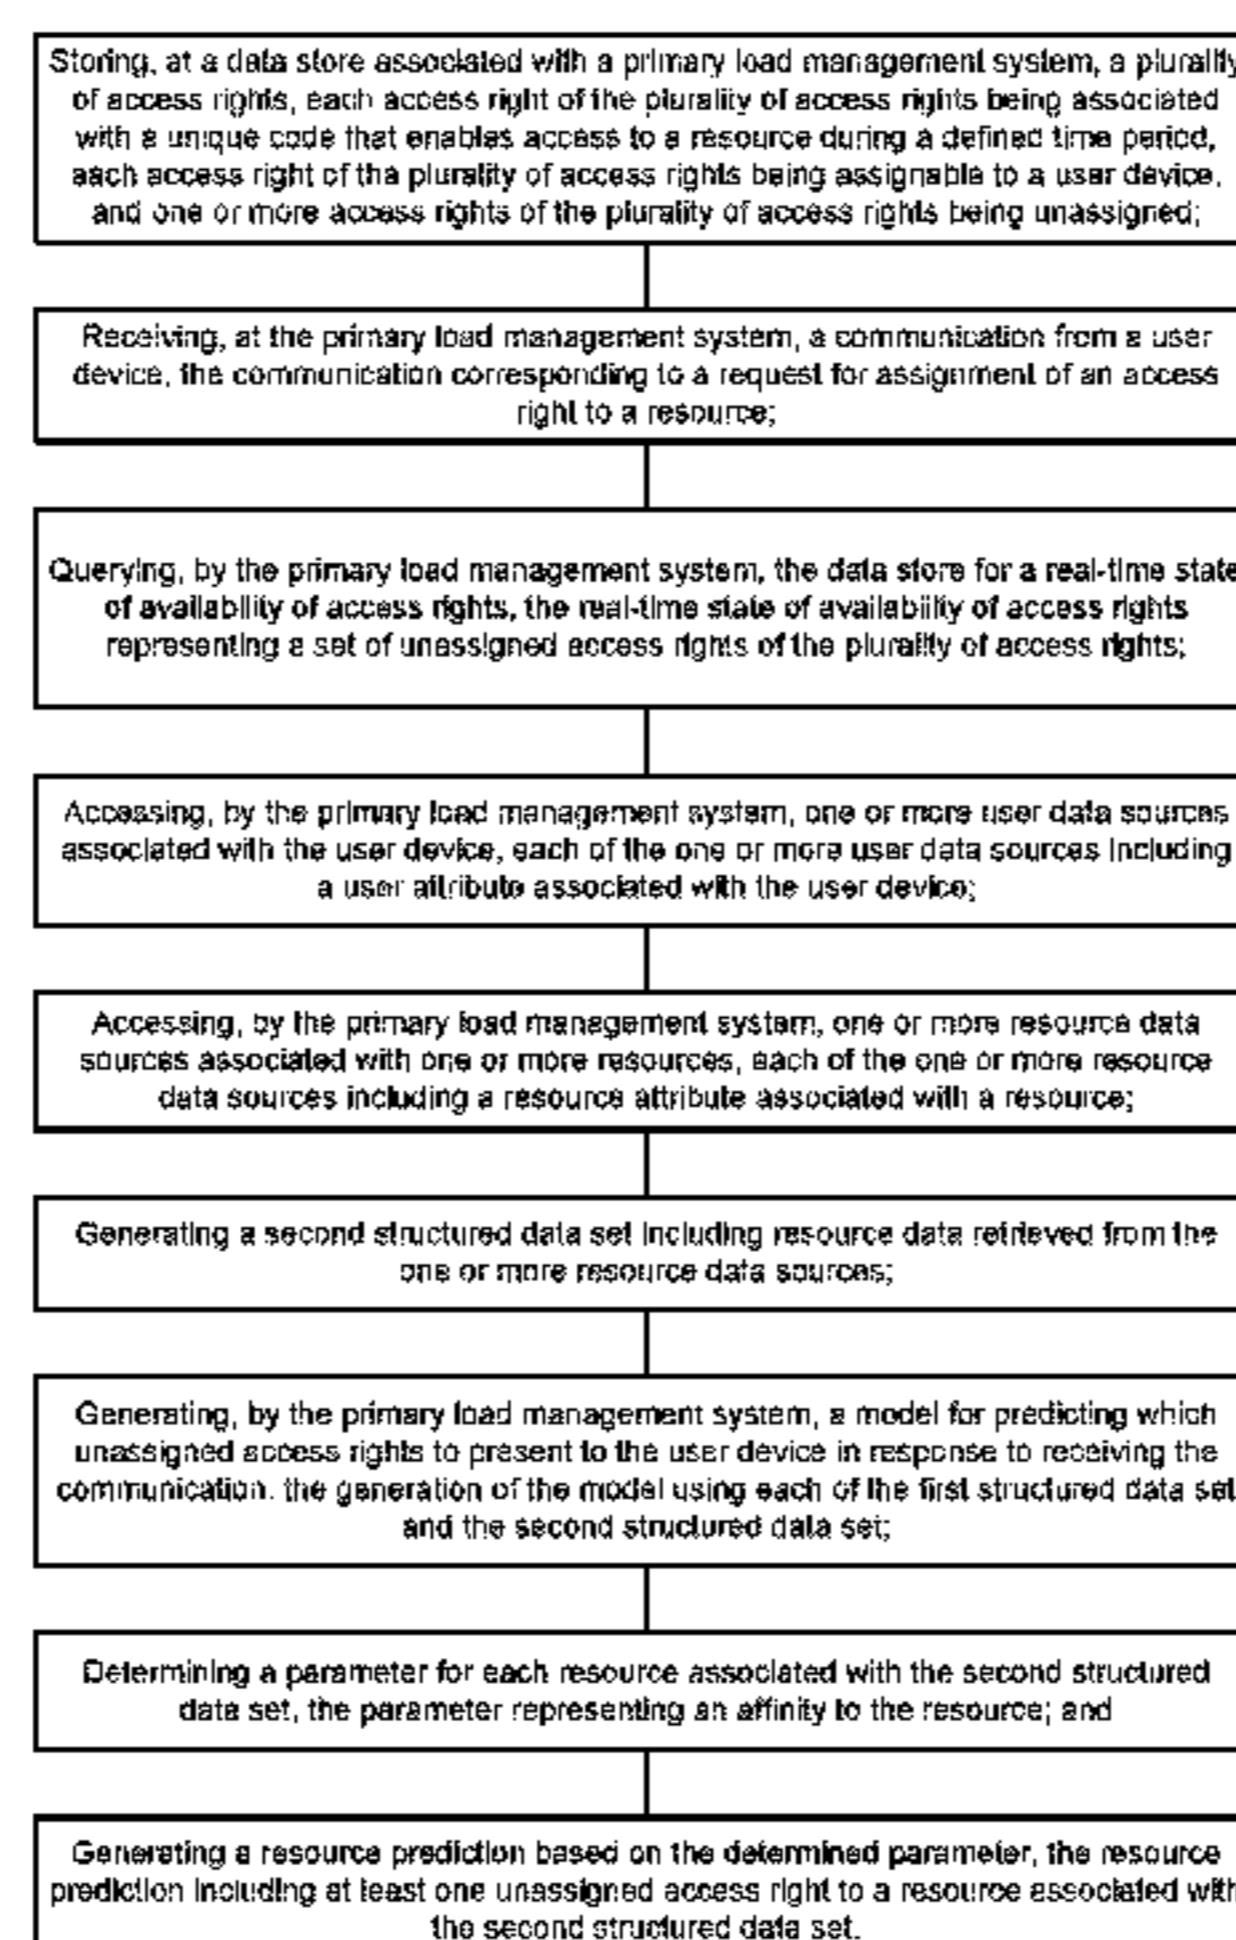 Storing, at a data store associated with a primary load management system, a plurality
of access rights, each access right of the plurality of access rights being associated
with a unique code that enables access to a resource during a defined time period,
each access right of the plurality of access rights being assignable to a user device,
and one or more access rights of the plurality of access rights being unassigned;
Receiving, at the primary load management system, a communication from a user
device, the communication corresponding to a request for assignment of an access
right to a resource;
Querying, by the primary load management system, the data store for a real-time state
of availability of access rights, the real-time state of availability of access rights
representing a set of unassigned access rights of the plurality of access rights;
Accessing, by the primary load management system, one or more user data sources
associated with the user device, each of the one or more user data sources including
a user attribute associated with the user device;
Accessing, by the primary load management system, one or more resource data
sources associated with one or more resources, each of the one or more resource
data sources including a resource attribute associated with a resource;
Generating a second structured data set including resource data retrieved from the
one or more resource data sources;
Generating, by the primary load management system, a model for predicting which
unassigned access rights to present to the user device in response to receiving the
communication. the generation of the model using each of the first structured data set
and the second structured data set;
Determining a parameter for each resource associated with the second structured
data set, the parameter representing an affinity to the resource; and
Generating a resource prediction based on the determined parameter, the resource
prediction including at least one unassigned access right to a resource associated with
the second structured data set.